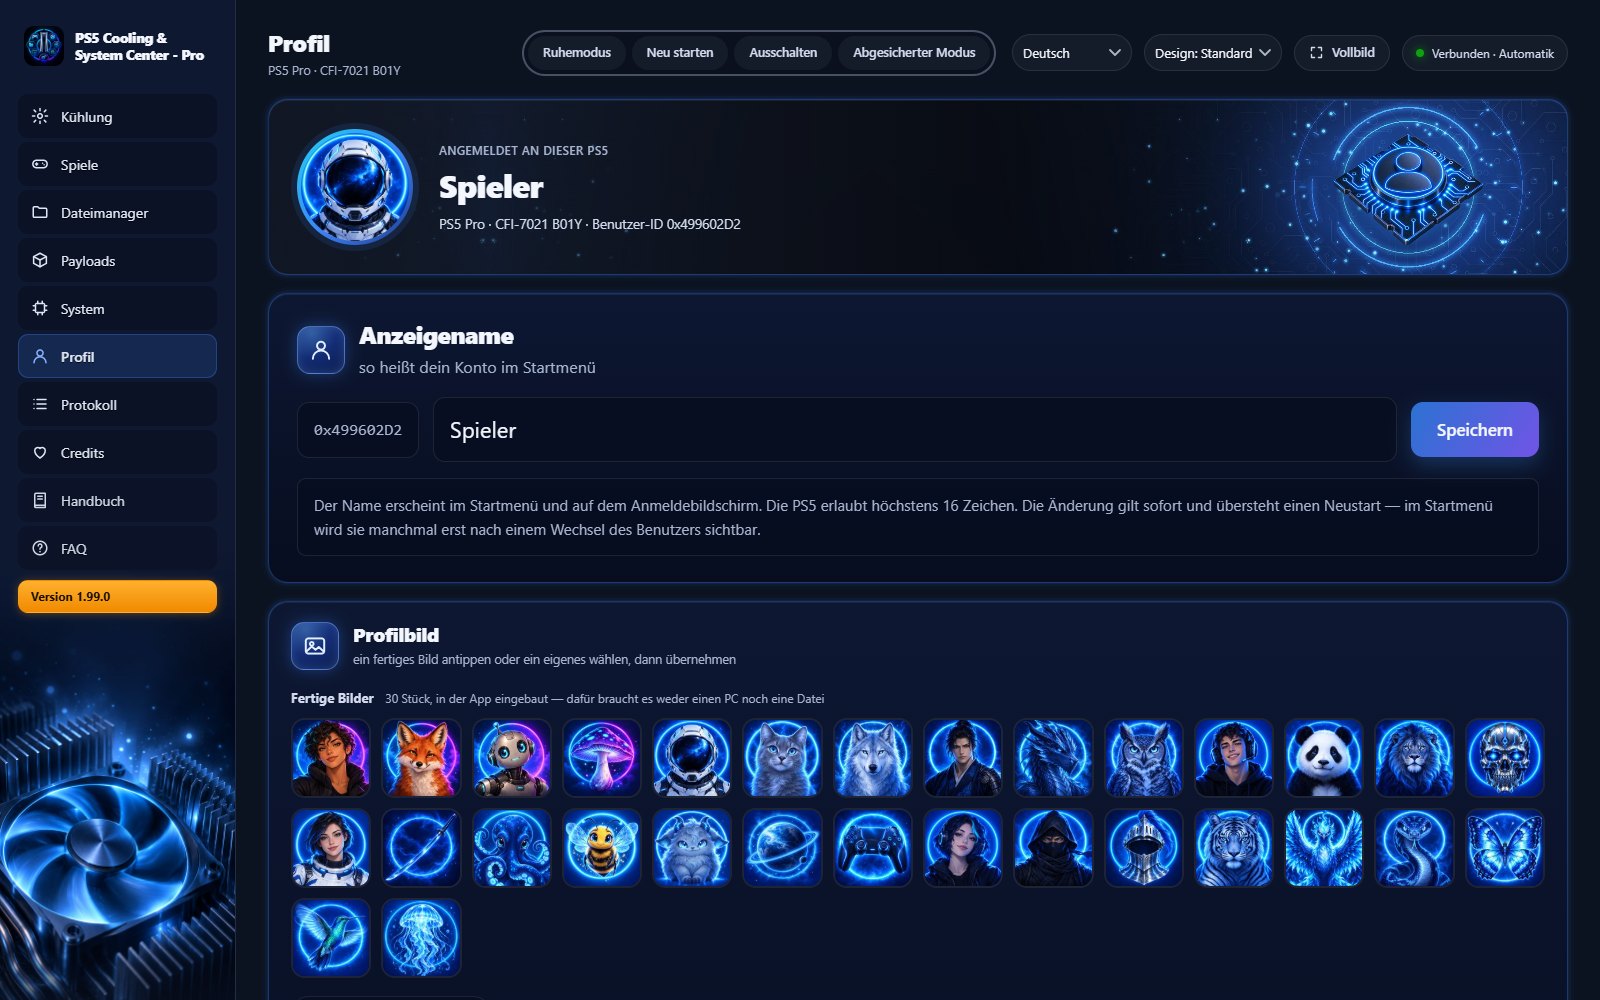 PS5 Cooling &
System Center - Pro
Kühlung
Spiele
Dateimanager
Payloads
System
Profil
Protokoll
Credits
Handbuch
FAQ
Version 1.99.0
Profil
PS5 Pro · CFI-7021 B01Y
Ruhemodus
Neu starten
Ausschalten
Abgesicherter Modus
Deutsch
Design: Standard
Vollbild
Verbunden · Automatik
ANGEMELDET AN DIESER PS5
Spieler
PS5 Pro · CFI-7021 B01Y · Benutzer-ID 0x499602D2
Anzeigename
so heißt dein Konto im Startmenü
0x499602D2
Spieler
Speichern
Der Name erscheint im Startmenü und auf dem Anmeldebildschirm. Die PS5 erlaubt höchstens 16 Zeichen. Die Änderung gilt sofort und übersteht einen Neustart — im Startmenü
wird sie manchmal erst nach einem Wechsel des Benutzers sichtbar.
Profilbild
ein fertiges Bild antippen oder ein eigenes wählen, dann übernehmen
Fertige Bilder 30 Stück, in der App eingebaut — dafür braucht es weder einen PC noch eine Datei